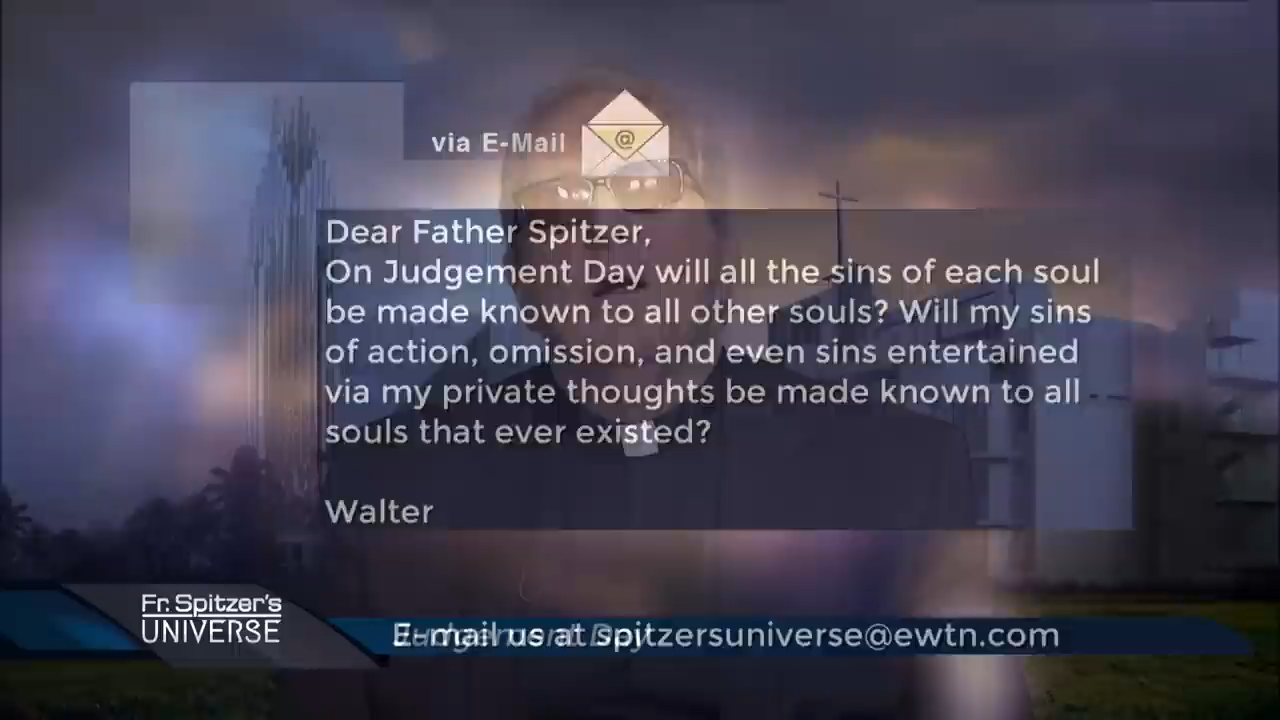 via E-Mail
@
Dear Father Spitzer,
On Judgement Day will all the sins of each soul
be made known to all other souls? Will my sins
of action, omission, and even sins entertained
via my private thoughts be made known to all
souls that ever existed?
Walter
Fr. Spitzer's
UNIVERSE
E-mail us at spitzersuniverse@ewtn.com
Judgement Day